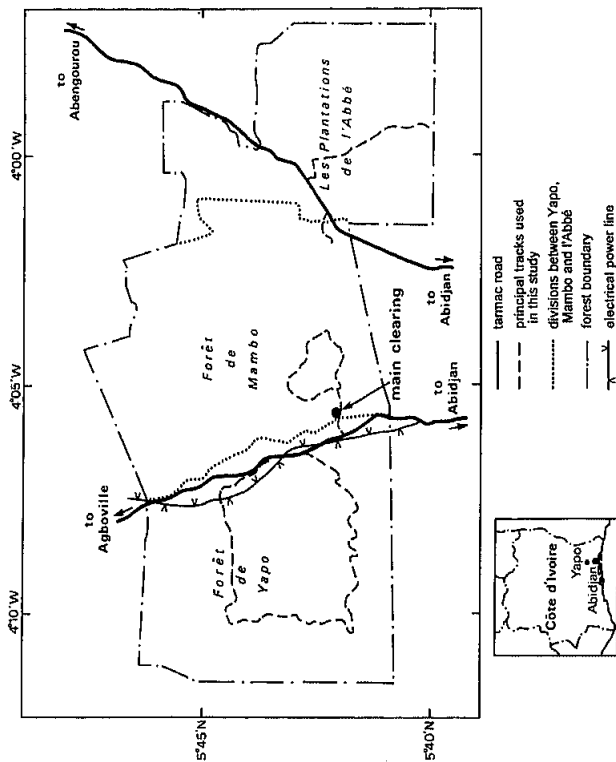 to
Abengourou
4°00'W
Les Plantations
de l'Abbé
to
Abidjan
Forêt
de
Mambo
4°05'W
main clearing
to
Abidjan
to
Agboville
Forêt
de
Yapo
4°10'W
5°45'N
5°40'N
Côte d'Ivoire
Yapo
Abidjan
tarmac road
principal tracks used
in this study
divisions between Yapo,
Mambo and l'Abbé
forest boundary
electrical power line